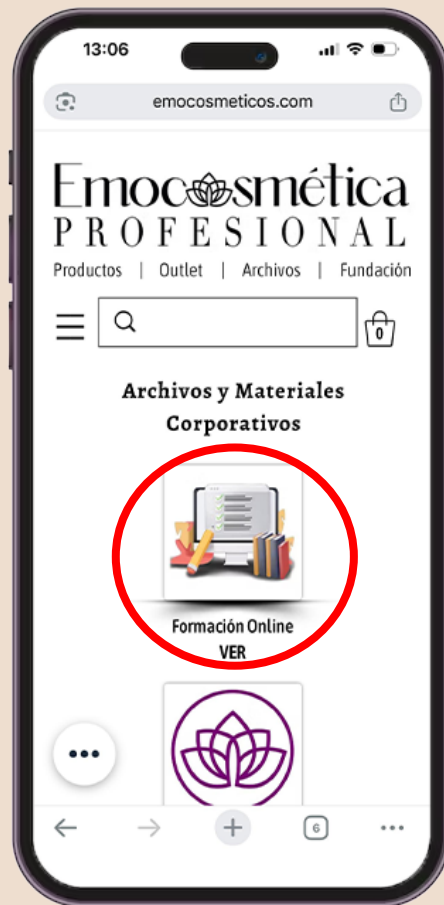 13:06
emocosmeticos.com
Emocosmética
PROFESIONAL
Productos | Outlet | Archivos | Fundación
0
Archivos y Materiales
Corporativos
Formación Online
VER
6